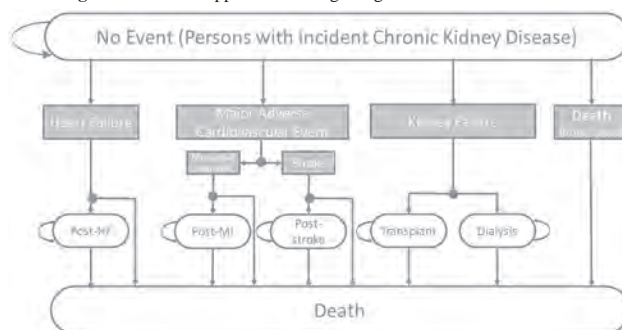 No Event (Persons with Incident Chronic Kidney Disease)
Heart Failure
Major Adverse
Cardiovascular Event
Kidney Failure
Death
Stroke
Post-HF
Post-MI
Post-
stroke
Transplant
Dialysis
Death